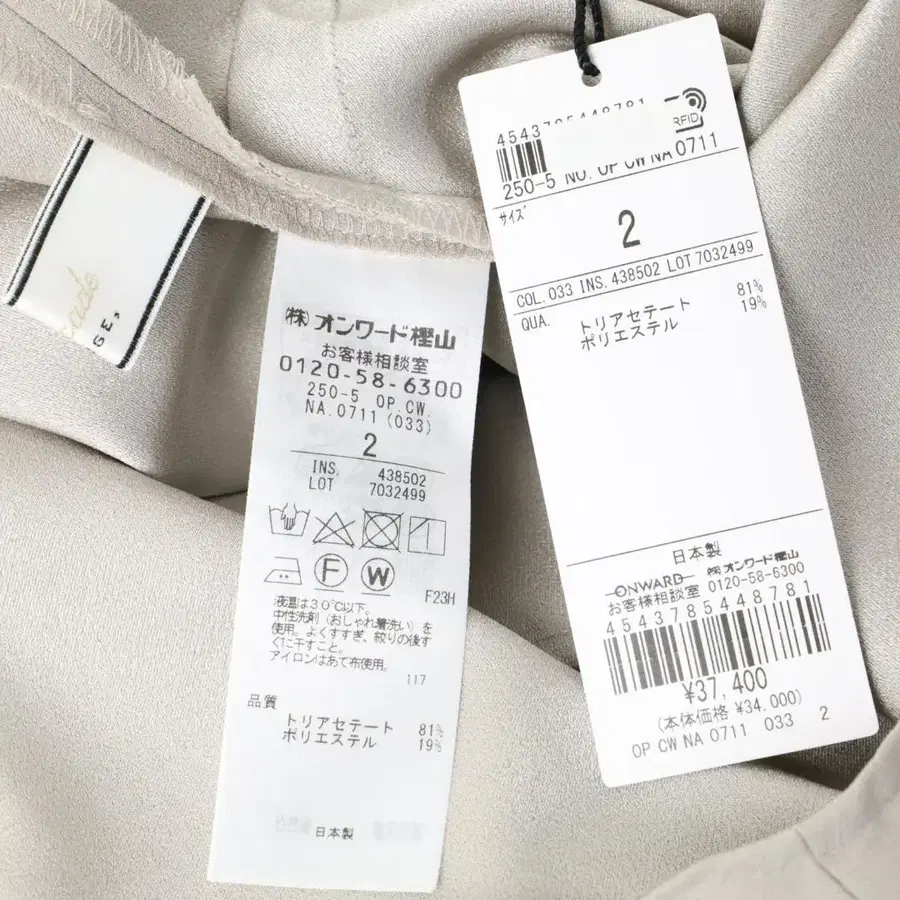 (株)オンワード樫山
お客様相談室
0120-58-6300
250-5 OP.CW.
NA.0711(033)
2
INS. 438502
LOT 7032499
F W
F23H
液温は30℃以下。
中性洗剤(おしゃれ着洗い)を
使用。よくすすぎ、絞りの後す
ぐに干すこと。
アイロンはあて布使用。
117
品質
トリアセテート 81%
ポリエステル 19%
日本製
4543785448781
RFID
250-5 NO. OP CW NA 0711
サイズ
2
COL. 033 INS. 438502 LOT 7032499
QUA. トリアセテート 81%
ポリエステル 19%
日本製
ONWARD ㈱オンワード樫山
お客様相談室 0120-58-6300
4543785448781
¥37,400
(本体価格 ¥34,000)
OP CW NA 0711 033 2